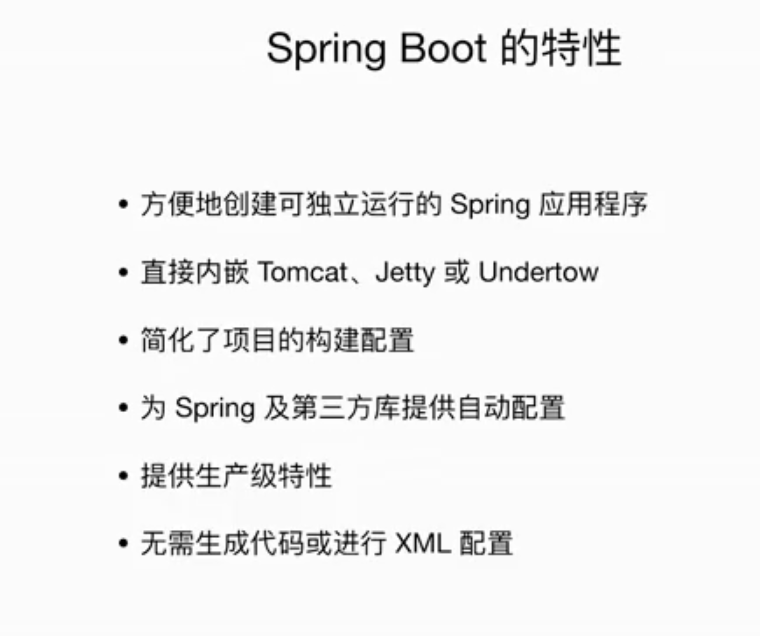 Spring Boot 的特性
• 方便地创建可独立运行的 Spring 应用程序
• 直接内嵌 Tomcat、Jetty 或 Undertow
• 简化了项目的构建配置
• 为 Spring 及第三方库提供自动配置
• 提供生产级特性
• 无需生成代码或进行 XML 配置